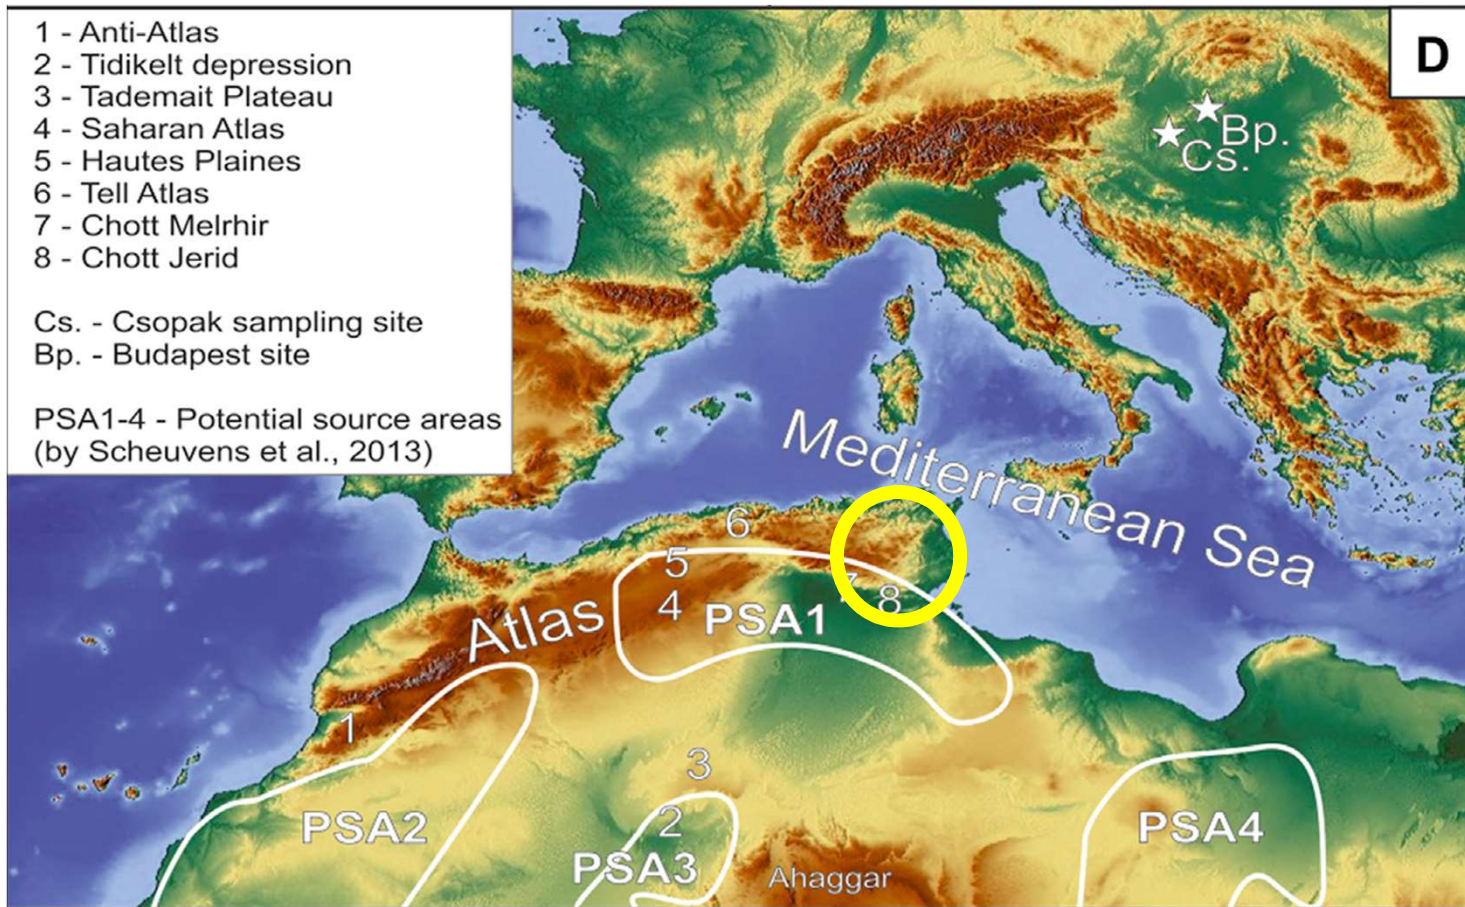 1 - Anti-Atlas
2 - Tidikelt depression
3 - Tademait Plateau
4 - Saharan Atlas
5 - Hautes Plaines
6 - Tell Atlas
7 - Chott Melrhir
8 - Chott Jerid
Cs. - Csopak sampling site
Bp. - Budapest site
PSA1-4 - Potential source areas
(by Scheuvens et al., 2013)
D
Bp.
Cs.
Mediterranean Sea
6
5
7
8
4
PSA1
Atlas
1
3
2
PSA2
PSA3
PSA4
Ahaggar